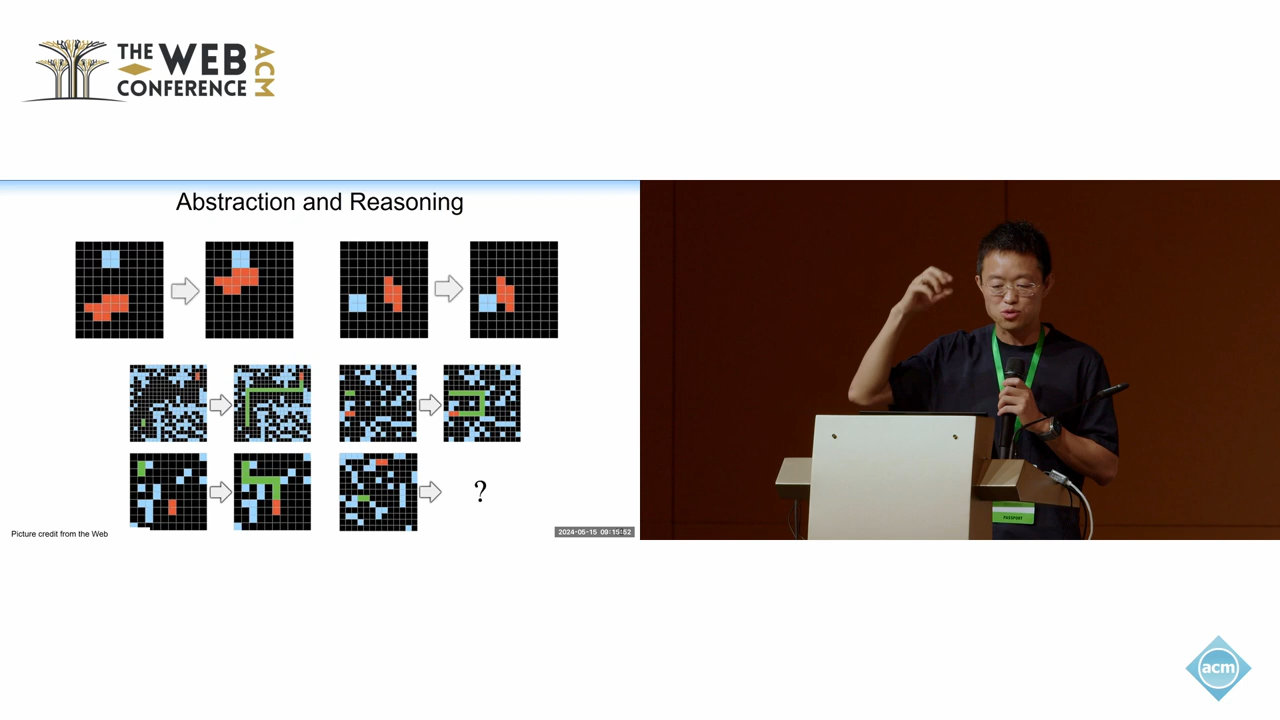 THE WEB
CONFERENCE
ACM
Abstraction and Reasoning
?
Picture credit from the Web
2024-05-15 09:15:52
PASSPORT
acm